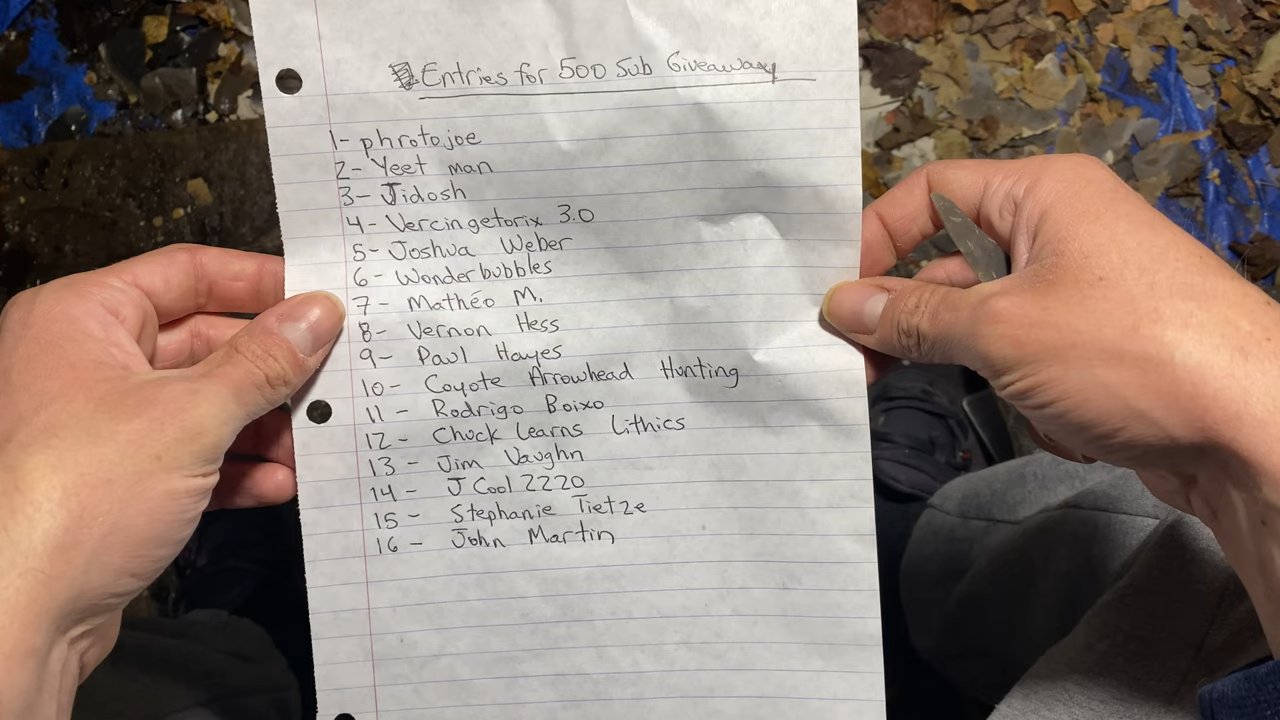 Entries for 500 Sub Giveaway
1- phrotojoe
2- Yeet man
3- Jidosh
4- Vercingetorix 3.0
5- Joshua Weber
6- Wonderbubbles
7- Mathéo M.
8- Vernon Hess
9- Paul Hayes
10- Coyote Arrowhead Hunting
11- Rodrigo Boixo
12- Chuck Learns Lithics
13- Jim Vaughn
14- J Cool 2220
15- Stephanie Tietze
16- John Martin